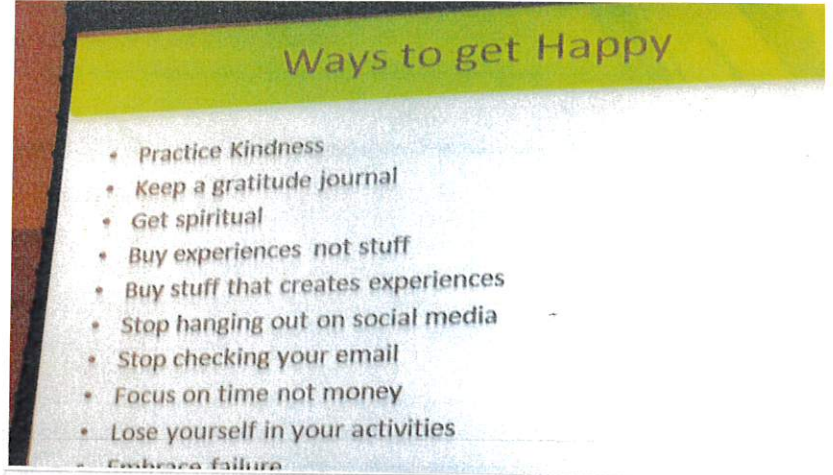 Ways to get Happy
• Practice Kindness
• Keep a gratitude journal
• Get spiritual
• Buy experiences not stuff
• Buy stuff that creates experiences
• Stop hanging out on social media
• Stop checking your email
• Focus on time not money
• Lose yourself in your activities
• Embrace failure